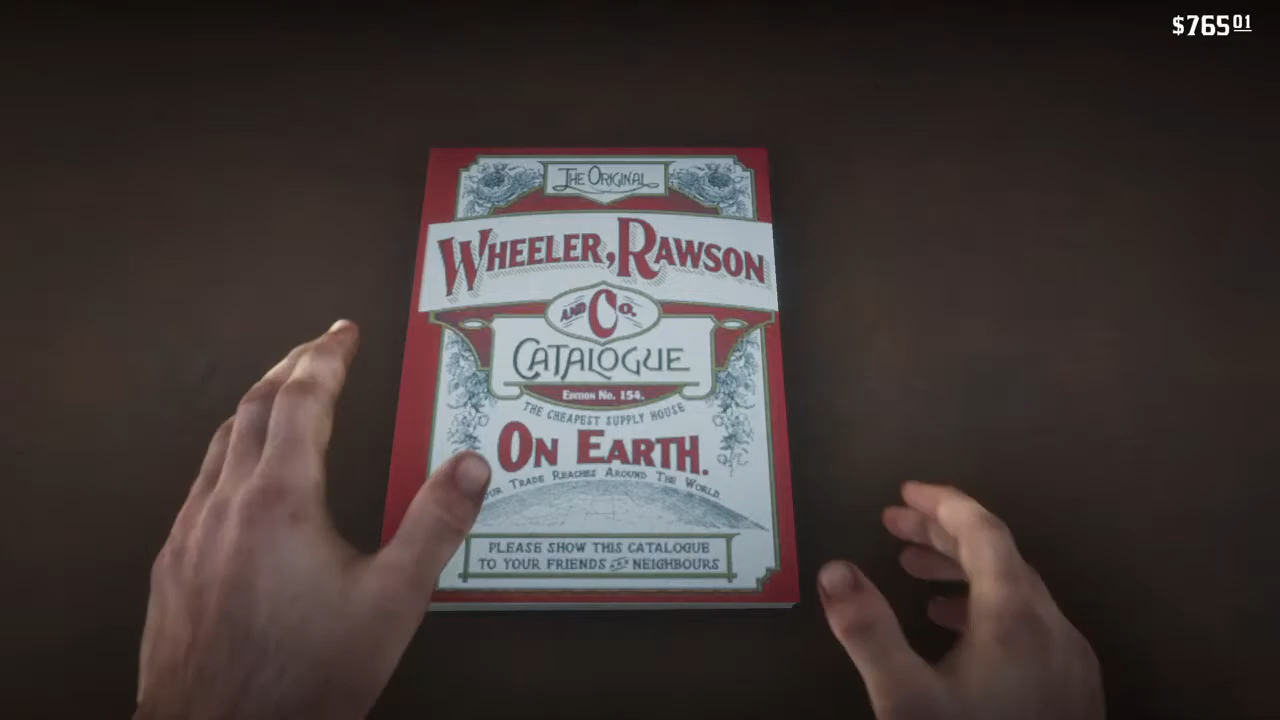 $765 01
THE ORIGINAL
WHEELER, RAWSON
AND CO.
CATALOGUE
EDITION NO. 154.
THE CHEAPEST SUPPLY HOUSE
ON EARTH.
OUR TRADE REACHES AROUND THE WORLD
PLEASE SHOW THIS CATALOGUE
TO YOUR FRIENDS AND NEIGHBOURS